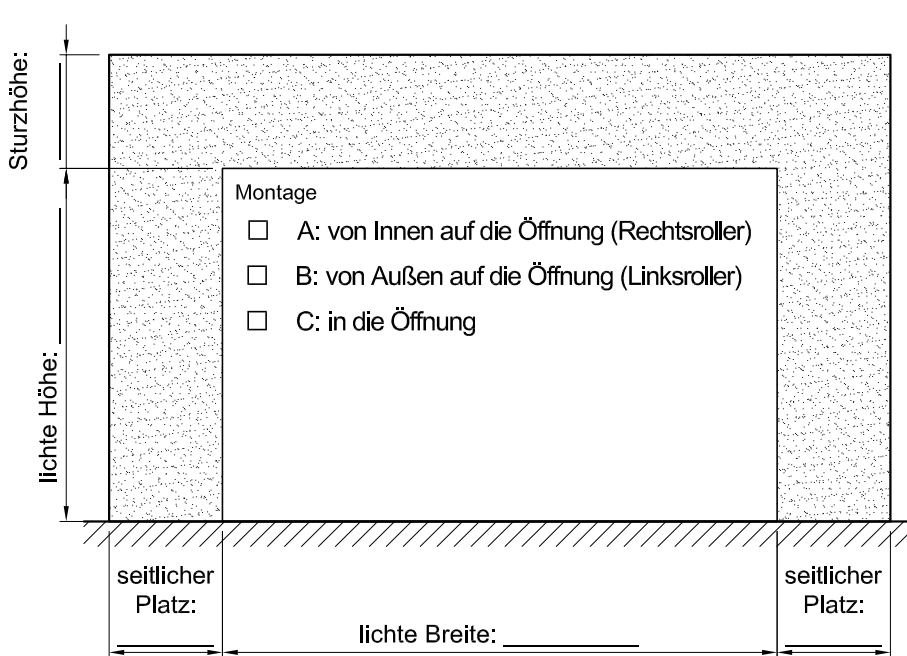 Sturzhöhe:
Montage
A: von Innen auf die Öffnung (Rechtsroller)
B: von Außen auf die Öffnung (Linksroller)
C: in die Öffnung
lichte Höhe:
seitlicher
Platz:
lichte Breite:
seitlicher
Platz: